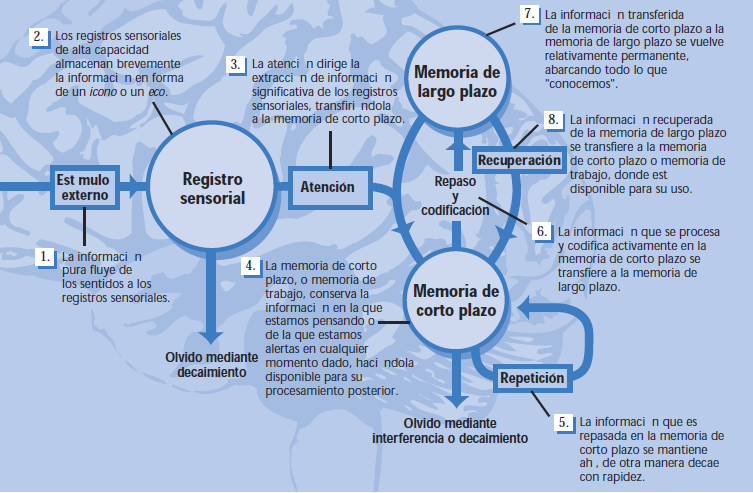 1.
La informaci n
pura fluye de
los sentidos a los
registros sensoriales.
Est mulo
externo
2.
Los registros sensoriales
de alta capacidad
almacenan brevemente
la informaci n en forma
de un icono o un eco.
Registro
sensorial
Olvido mediante
decaimiento
3.
La atenci n dirige la
extracci n de informaci n
significativa de los registros
sensoriales, transfiri ndola
a la memoria de corto plazo.
Atención
4.
La memoria de corto
plazo, o memoria de
trabajo, conserva la
informaci n en la que
estamos pensando o
de la que estamos
alertas en cualquier
momento dado, haci ndola
disponible para su
procesamiento posterior.
Memoria de
corto plazo
Olvido mediante
interferencia o decaimiento
Repetición
5.
La informaci n que es
repasada en la memoria de
corto plazo se mantiene
ah , de otra manera decae
con rapidez.
Repaso
y
codificación
6.
La informaci n que se procesa
y codifica activamente en la
memoria de corto plazo se
transfiere a la memoria de
largo plazo.
Memoria de
largo plazo
7.
La informaci n transferida
de la memoria de corto plazo a la
memoria de largo plazo se vuelve
relativamente permanente,
abarcando todo lo que
"conocemos".
Recuperación
8.
La informaci n recuperada
de la memoria de largo plazo
se transfiere a la memoria
de corto plazo o memoria de
trabajo, donde est
disponible para su uso.